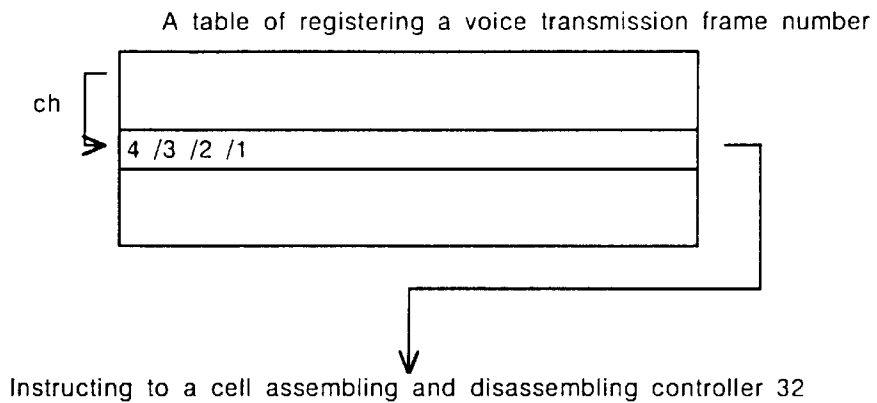 A table of registering a voice transmission frame number
ch
4 /3 /2 /1
Instructing to a cell assembling and disassembling controller 32